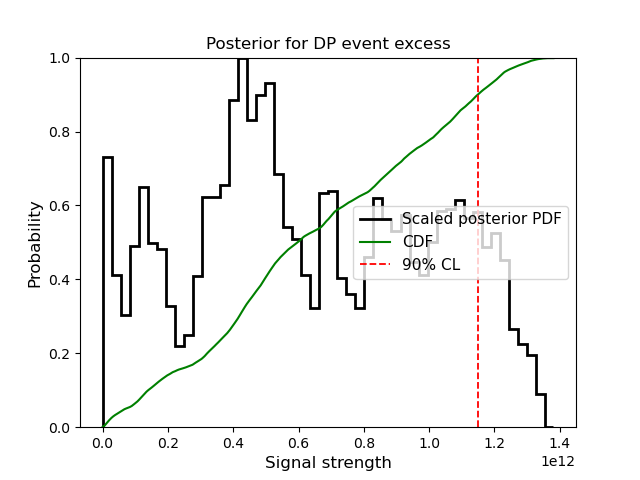 Posterior for DP event excess
1.0
0.8
0.6
0.4
0.2
0.0
Probability
Scaled posterior PDF
CDF
90% CL
0.0 0.2 0.4 0.6 0.8 1.0 1.2 1.4
1e12
Signal strength